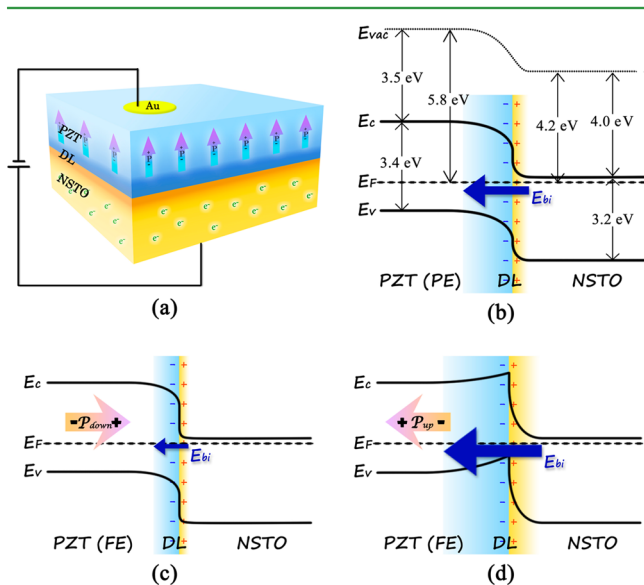 Au
PZT
P
P
P
P
P
P
DL
NSTO
e⁻ e⁻ e⁻ e⁻ e⁻ e⁻ e⁻ e⁻ e⁻ e⁻ e⁻ e⁻
(a)
Evac
3.5 eV
5.8 eV
4.2 eV
4.0 eV
Ec
3.4 eV
EF
Ebi
Ev
3.2 eV
PZT (PE) DL NSTO
(b)
Ec
- Pdown +
EF
Ebi
Ev
PZT (FE) DL NSTO
(c)
Ec
+ Pup -
EF
Ebi
Ev
PZT (FE) DL NSTO
(d)